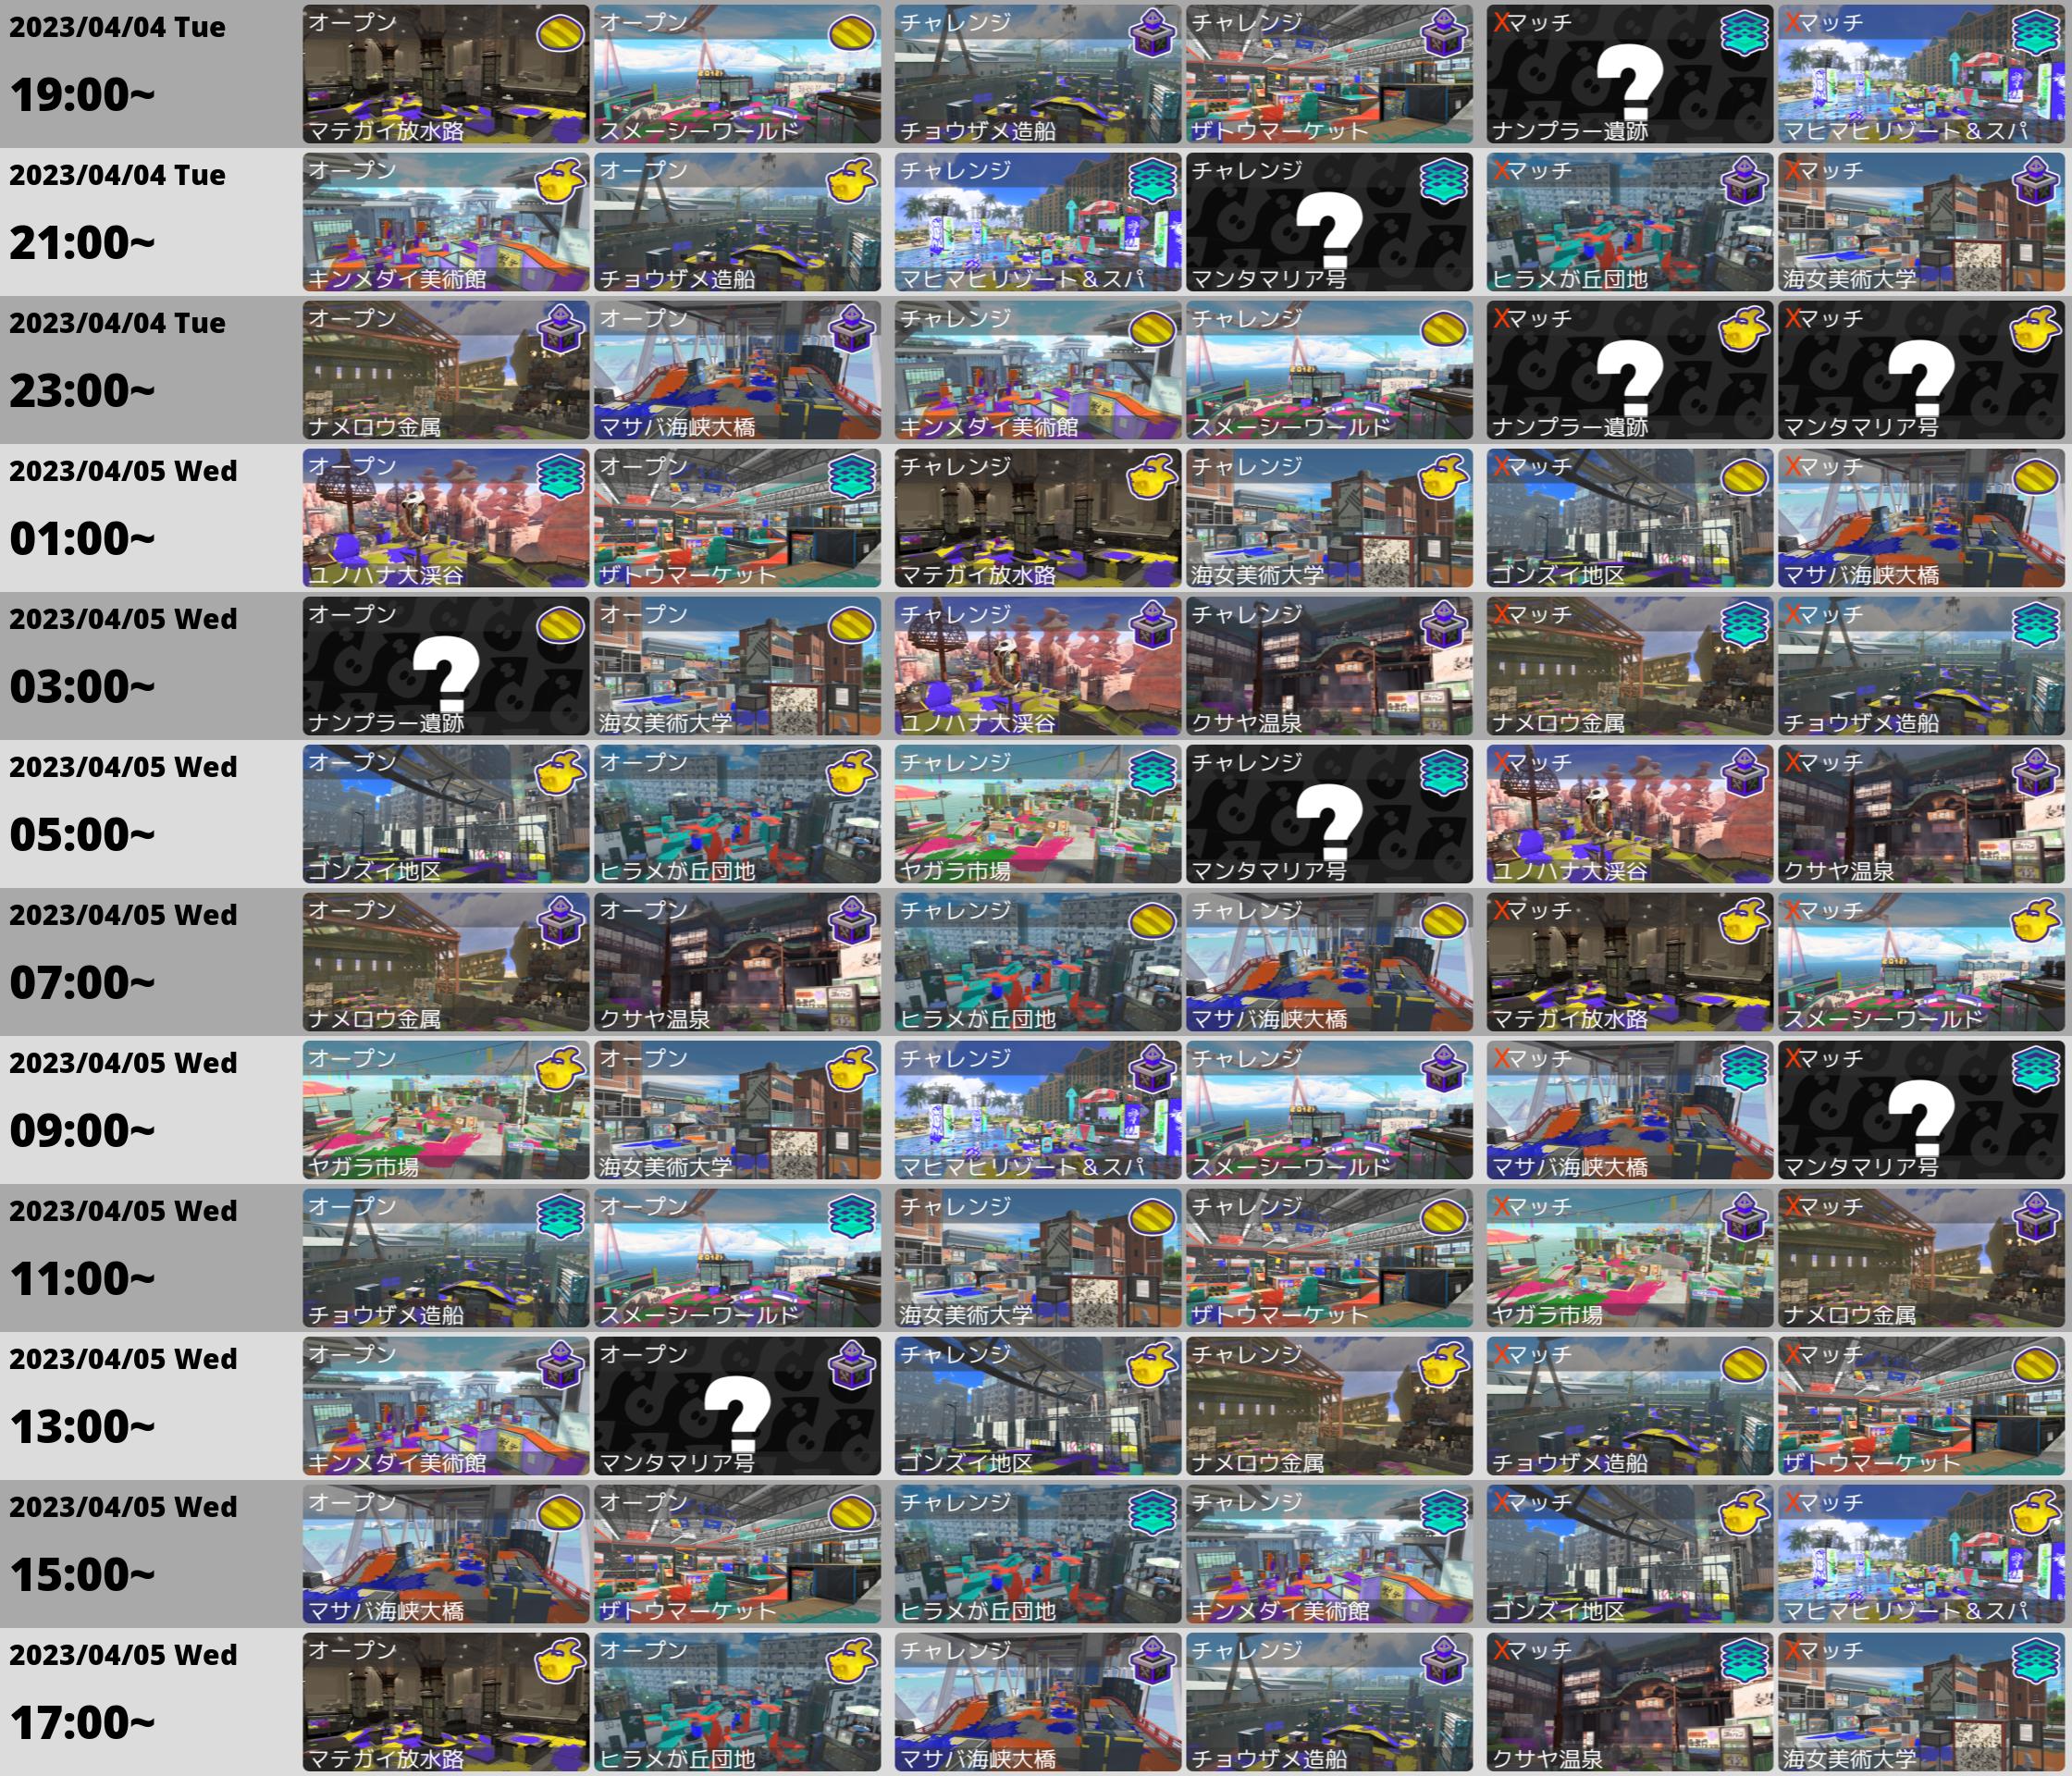 2023/04/04 Tue
19:00~
オープン
マテガイ放水路
オープン
スメーシーワールド
チャレンジ
チョウザメ造船
チャレンジ
ザトウマーケット
Xマッチ
ナンプラー遺跡
Xマッチ
マヒマヒリゾート＆スパ
2023/04/04 Tue
21:00~
オープン
キンメダイ美術館
オープン
チョウザメ造船
チャレンジ
マヒマヒリゾート＆スパ
チャレンジ
マンタマリア号
Xマッチ
ヒラメが丘団地
Xマッチ
海女美術大学
2023/04/04 Tue
23:00~
オープン
ナメロウ金属
オープン
マサバ海峡大橋
チャレンジ
キンメダイ美術館
チャレンジ
スメーシーワールド
Xマッチ
ナンプラー遺跡
Xマッチ
マンタマリア号
2023/04/05 Wed
01:00~
オープン
ユノハナ大渓谷
オープン
ザトウマーケット
チャレンジ
マテガイ放水路
チャレンジ
海女美術大学
Xマッチ
ゴンズイ地区
Xマッチ
マサバ海峡大橋
2023/04/05 Wed
03:00~
オープン
ナンプラー遺跡
オープン
海女美術大学
チャレンジ
ユノハナ大渓谷
チャレンジ
クサヤ温泉
Xマッチ
ナメロウ金属
Xマッチ
チョウザメ造船
2023/04/05 Wed
05:00~
オープン
ゴンズイ地区
オープン
ヒラメが丘団地
チャレンジ
ヤガラ市場
チャレンジ
マンタマリア号
Xマッチ
ユノハナ大渓谷
Xマッチ
クサヤ温泉
2023/04/05 Wed
07:00~
オープン
ナメロウ金属
オープン
クサヤ温泉
チャレンジ
ヒラメが丘団地
チャレンジ
マサバ海峡大橋
Xマッチ
マテガイ放水路
Xマッチ
スメーシーワールド
2023/04/05 Wed
09:00~
オープン
ヤガラ市場
オープン
海女美術大学
チャレンジ
マヒマヒリゾート＆スパ
チャレンジ
スメーシーワールド
Xマッチ
マサバ海峡大橋
Xマッチ
マンタマリア号
2023/04/05 Wed
11:00~
オープン
チョウザメ造船
オープン
スメーシーワールド
チャレンジ
海女美術大学
チャレンジ
ザトウマーケット
Xマッチ
ヤガラ市場
Xマッチ
ナメロウ金属
2023/04/05 Wed
13:00~
オープン
キンメダイ美術館
オープン
マンタマリア号
チャレンジ
ゴンズイ地区
チャレンジ
ナメロウ金属
Xマッチ
チョウザメ造船
Xマッチ
ザトウマーケット
2023/04/05 Wed
15:00~
オープン
マサバ海峡大橋
オープン
ザトウマーケット
チャレンジ
ヒラメが丘団地
チャレンジ
キンメダイ美術館
Xマッチ
ゴンズイ地区
Xマッチ
マヒマヒリゾート＆スパ
2023/04/05 Wed
17:00~
オープン
マテガイ放水路
オープン
ヒラメが丘団地
チャレンジ
マサバ海峡大橋
チャレンジ
チョウザメ造船
Xマッチ
クサヤ温泉
Xマッチ
海女美術大学